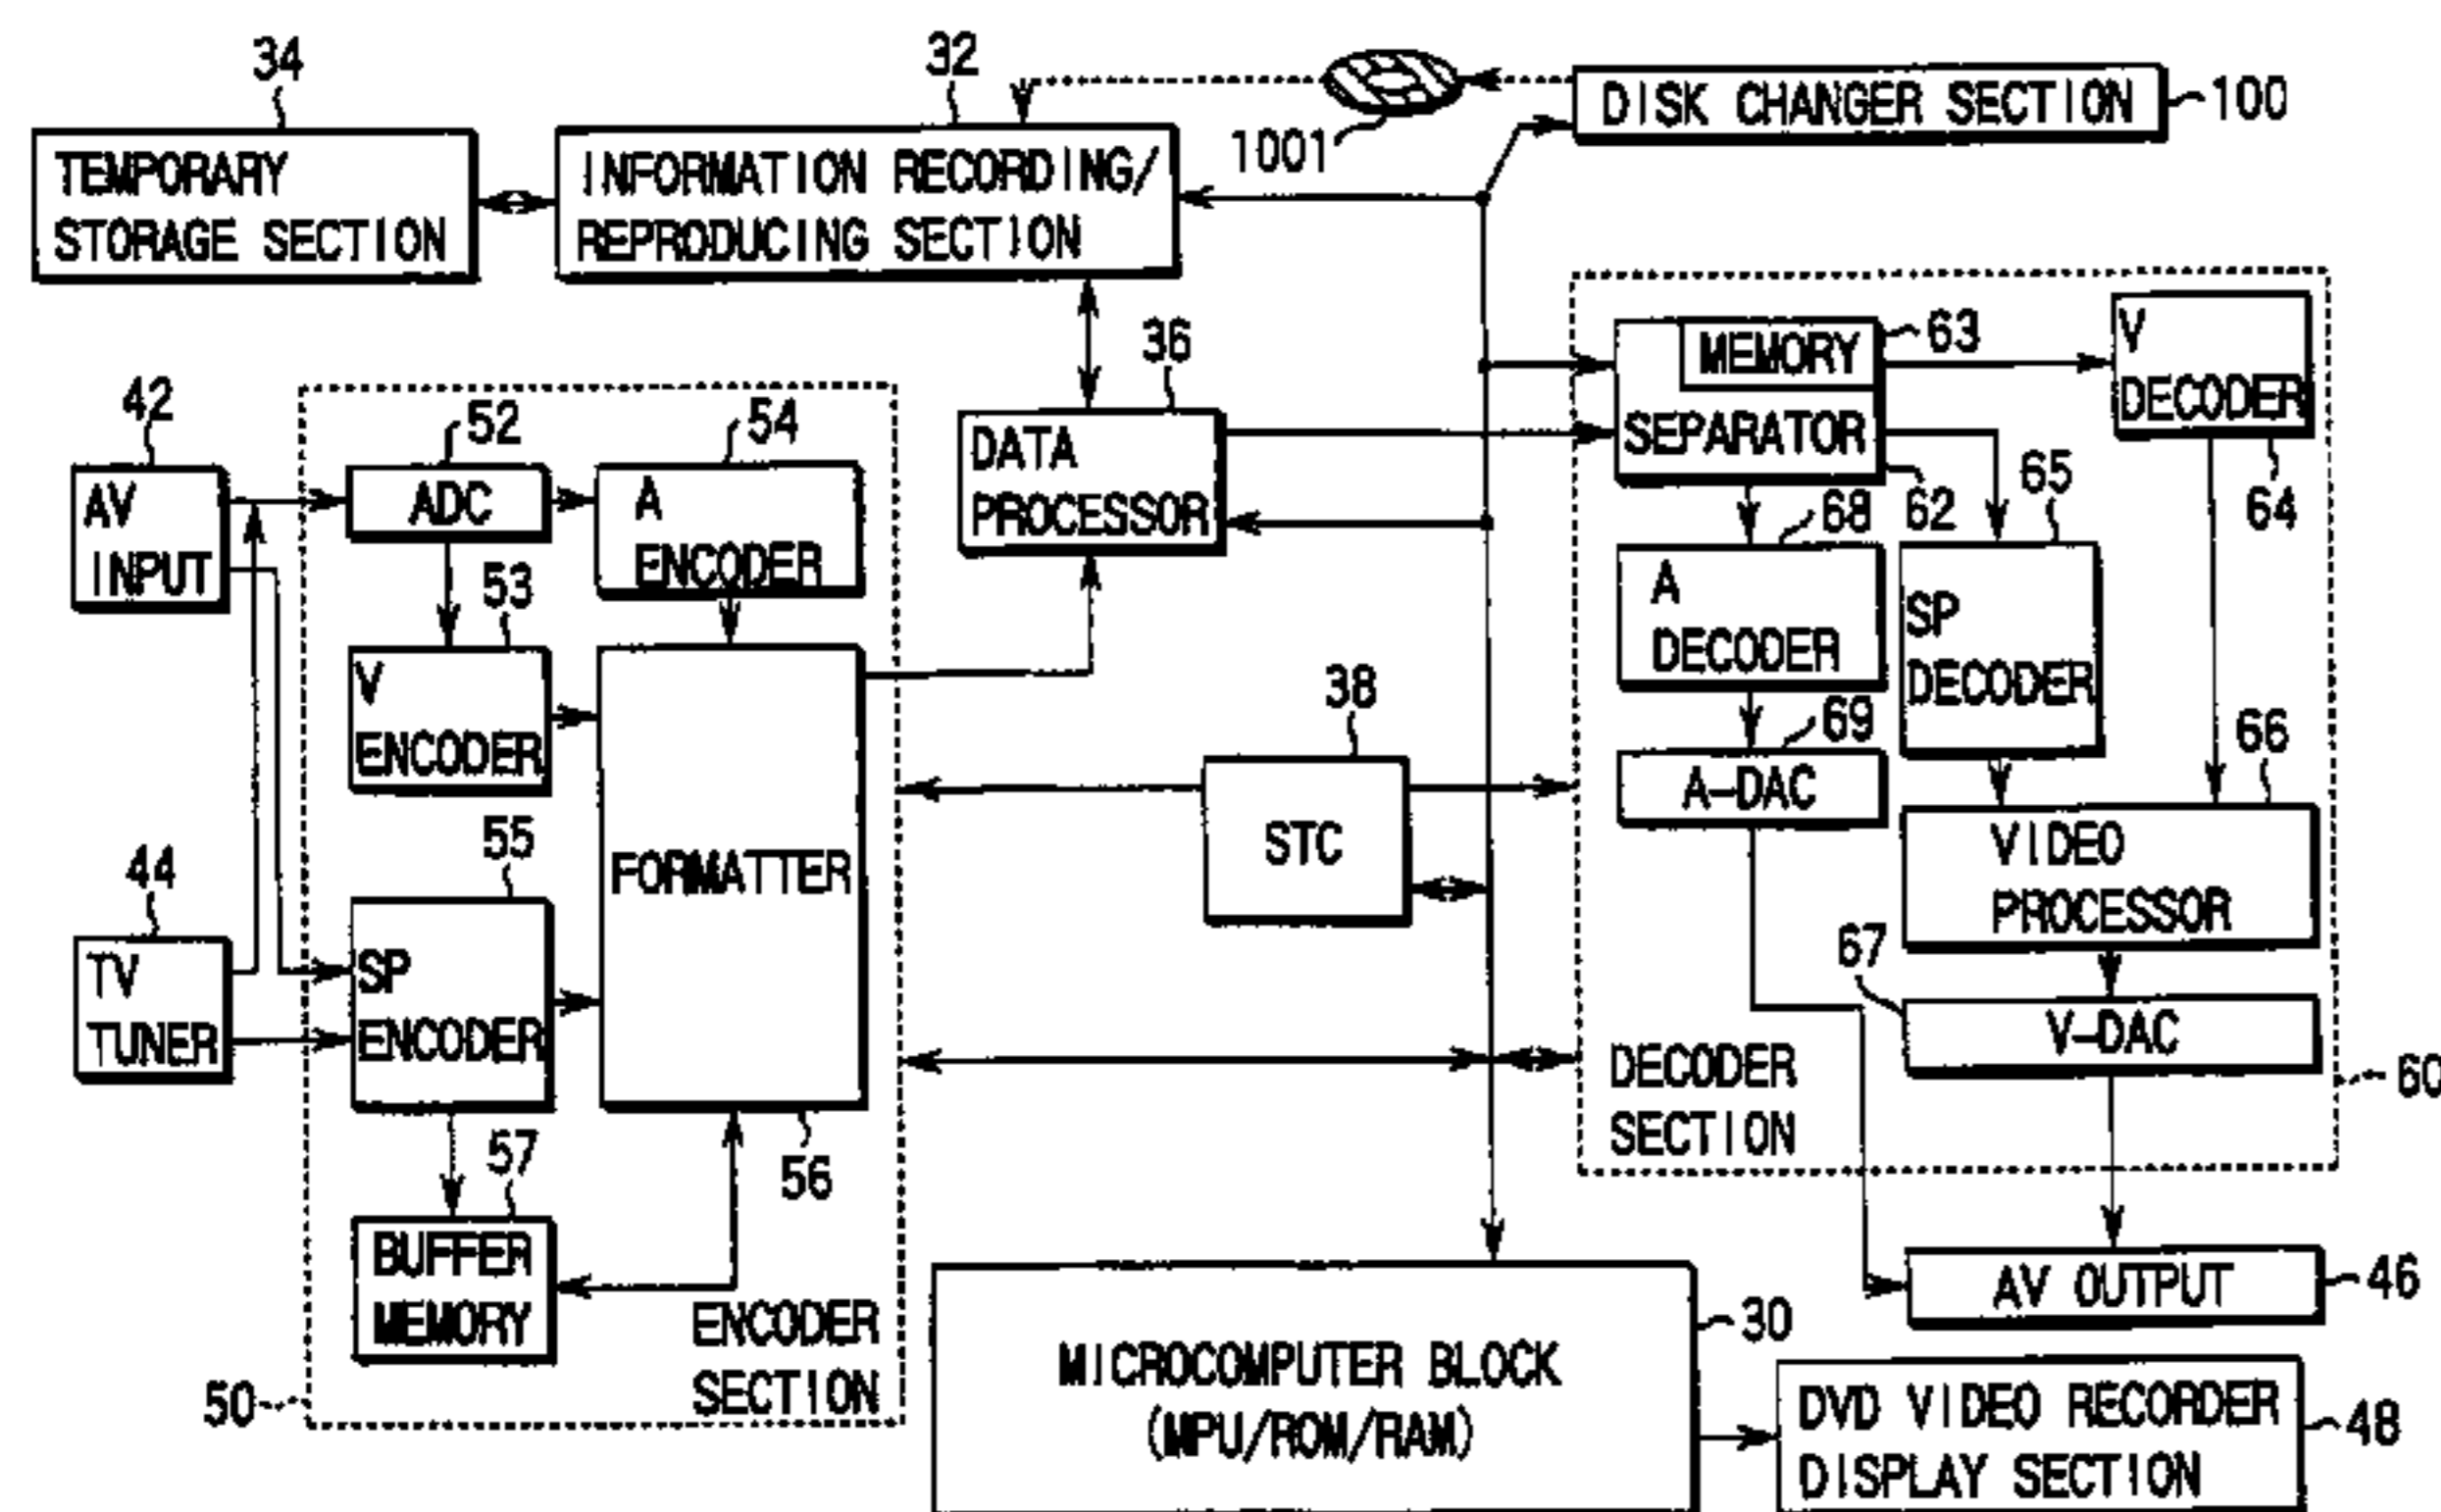 34
32
1001
DISK CHANGER SECTION
100
TEMPORARY
STORAGE SECTION
INFORMATION RECORDING/
REPRODUCING SECTION
36
42
52
54
MEMORY
63
V
DECODER
64
AV
INPUT
ADC
A
ENCODER
DATA
PROCESSOR
SEPARATOR
62
65
68
53
V
ENCODER
A
DECODER
SP
DECODER
38
69
66
A-DAC
44
55
FORMATTER
STC
VIDEO
PROCESSOR
67
TV
TUNER
SP
ENCODER
V-DAC
DECODER
SECTION
60
57
56
BUFFER
MEMORY
ENCODER
SECTION
50
AV OUTPUT
46
MICROCOMPUTER BLOCK
(MPU/ROM/RAM)
30
DVD VIDEO RECORDER
DISPLAY SECTION
48